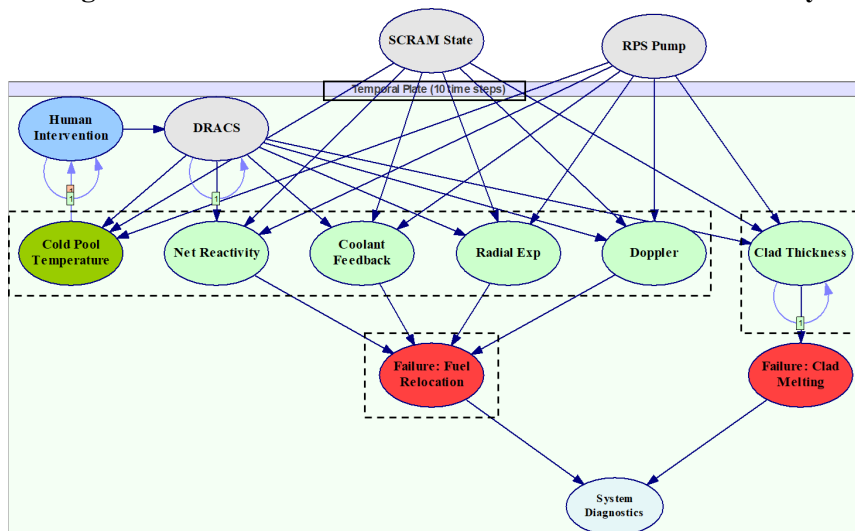 SCRAM State
RPS Pump
Temporal Plate (10 time steps)
Human
Intervention
DRACS
1
1
Cold Pool
Temperature
Net Reactivity
Coolant
Feedback
Radial Exp
Doppler
Clad Thickness
1
Failure: Fuel
Relocation
Failure: Clad
Melting
System
Diagnostics